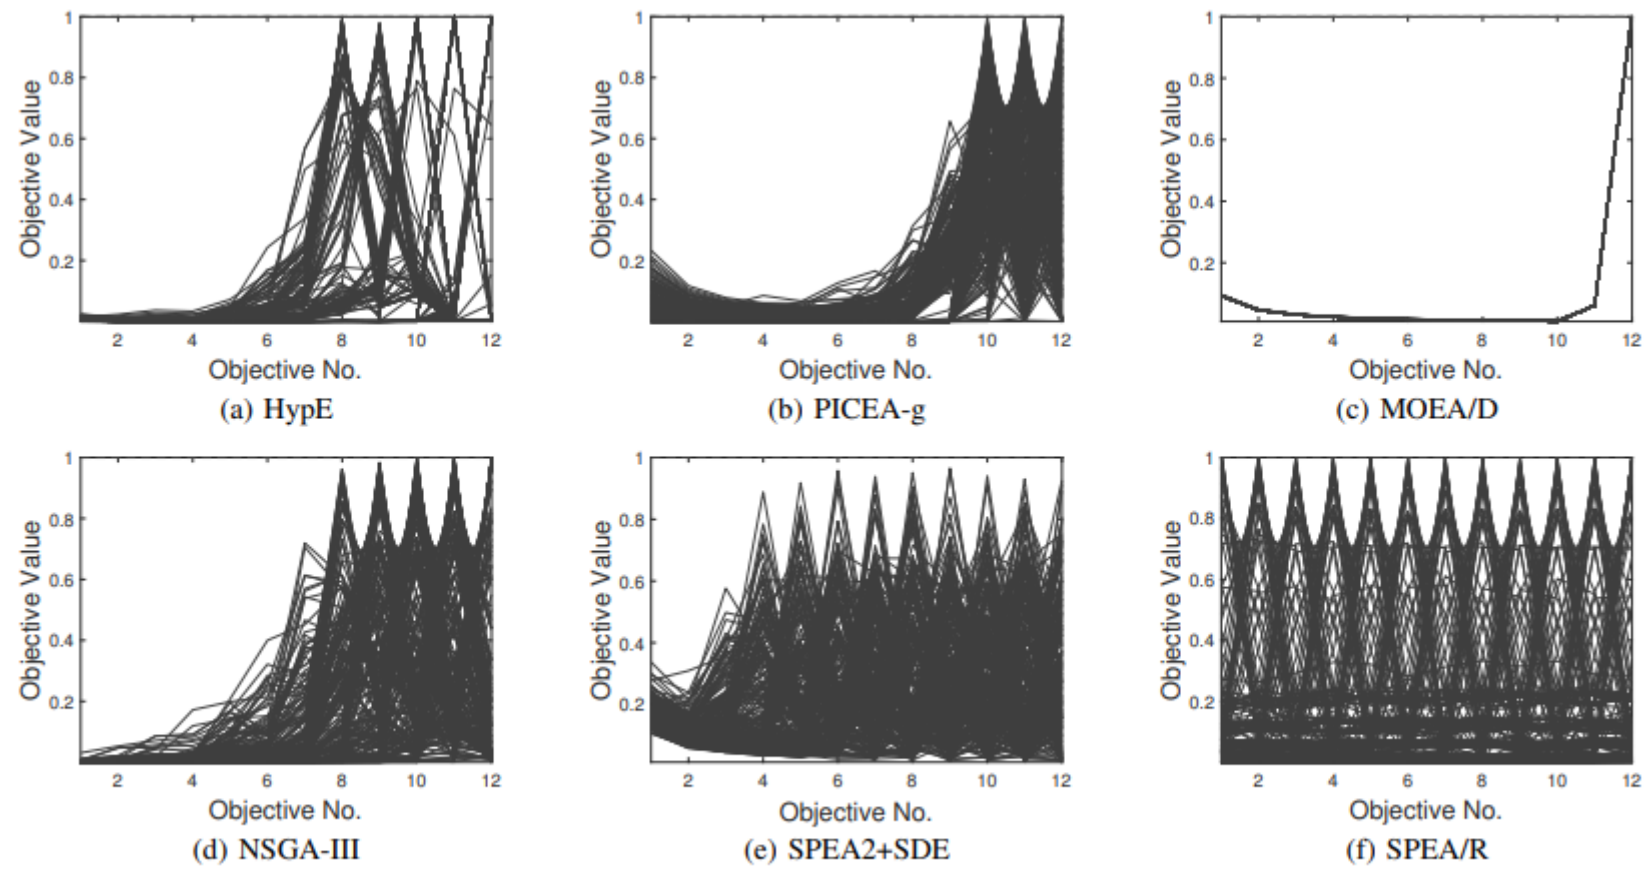 1
0.8
0.6
0.4
0.2
Objective Value
2 4 6 8 10 12
Objective No.
(a) HypE
1
0.8
0.6
0.4
0.2
Objective Value
2 4 6 8 10 12
Objective No.
(b) PICEA-g
1
0.8
0.6
0.4
0.2
Objective Value
2 4 6 8 10 12
Objective No.
(c) MOEA/D
1
0.8
0.6
0.4
0.2
Objective Value
2 4 6 8 10 12
Objective No.
(d) NSGA-III
1
0.8
0.6
0.4
0.2
Objective Value
2 4 6 8 10 12
Objective No.
(e) SPEA2+SDE
1
0.8
0.6
0.4
0.2
Objective Value
2 4 6 8 10 12
Objective No.
(f) SPEA/R